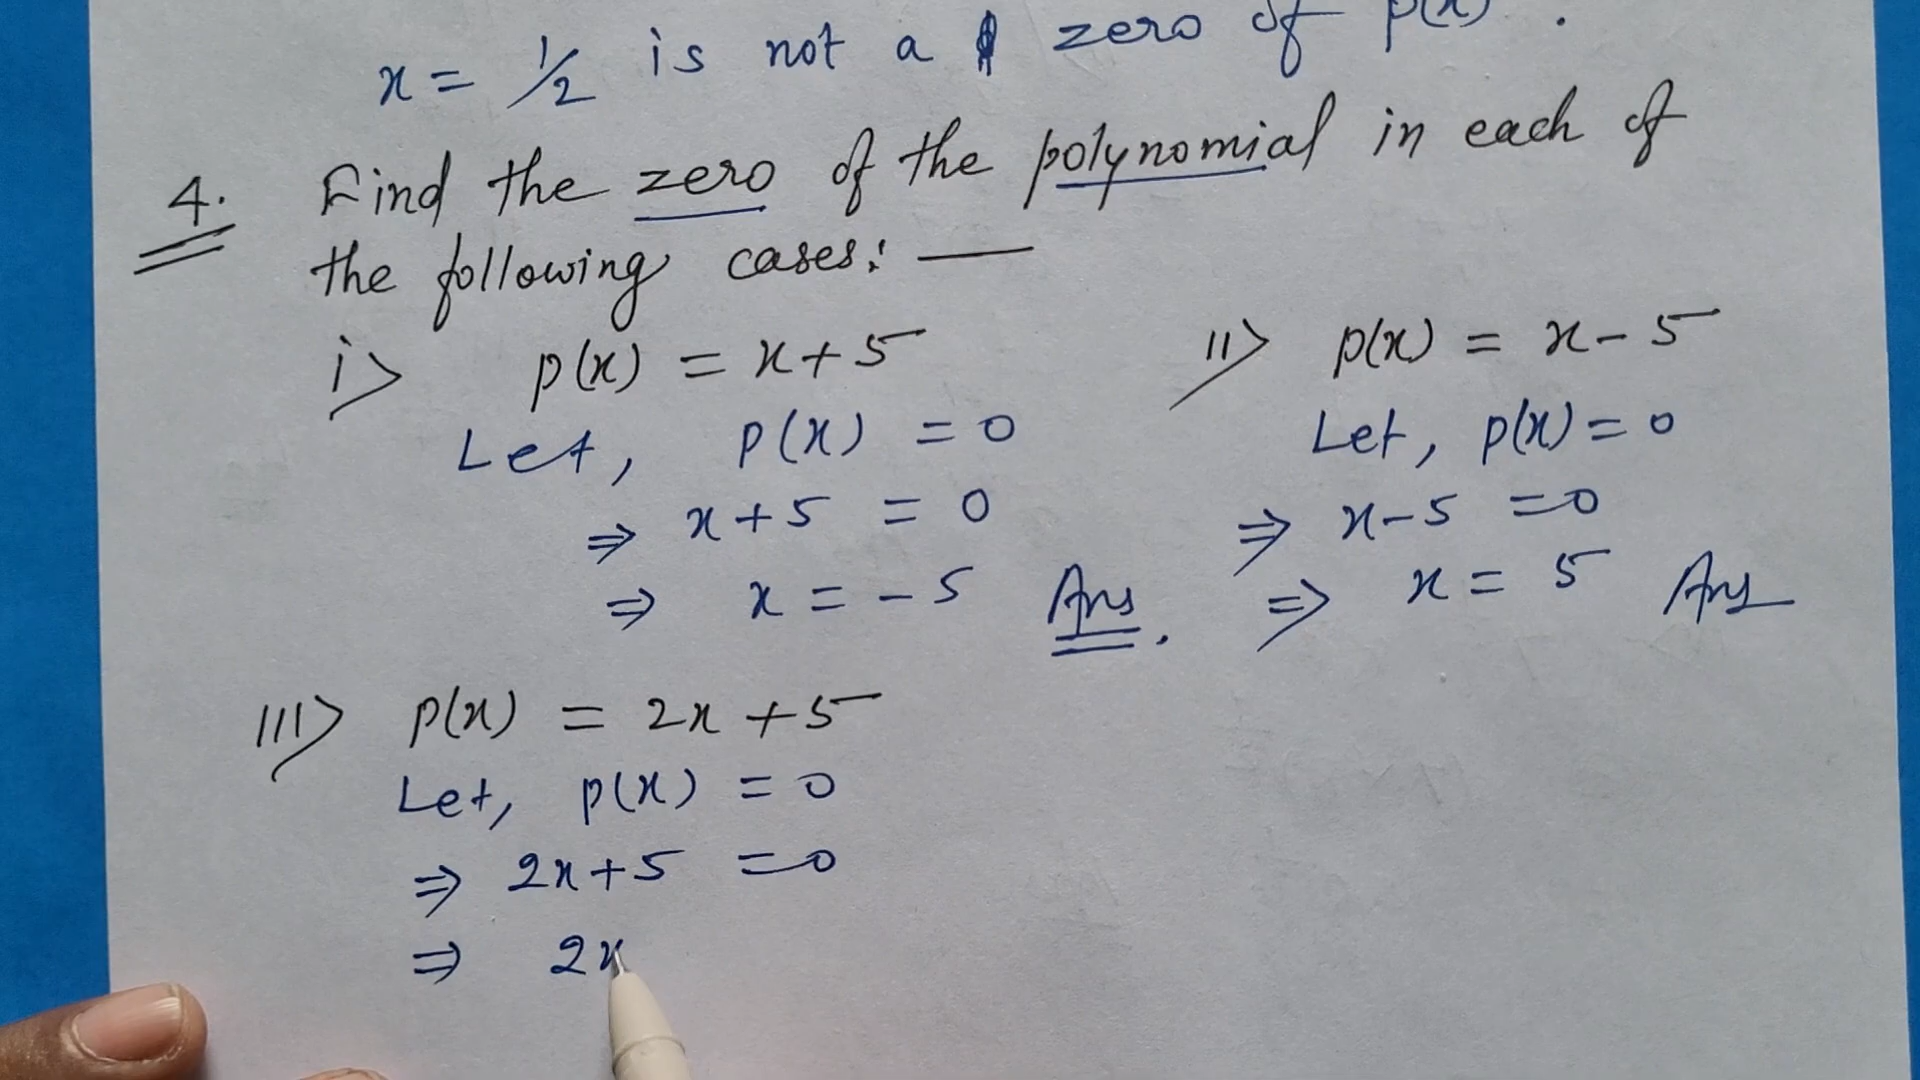 x = 1/2 is not a zero of p(x).
4. Find the zero of the polynomial in each of
the following cases: —
i> p(x) = x+5
Let, p(x) = 0
⇒ x+5 = 0
⇒ x = -5 Ans.
ii> p(x) = x-5
Let, p(x) = 0
⇒ x-5 = 0
⇒ x = 5 Ans
iii> p(x) = 2x+5
Let, p(x) = 0
⇒ 2x+5 = 0
⇒ 2x